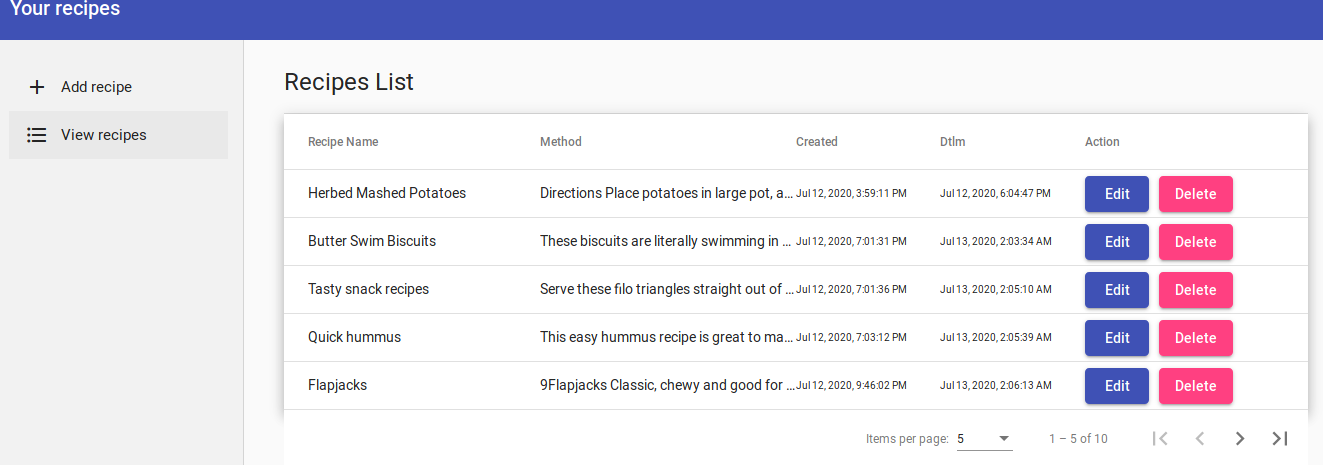 Your recipes
Add recipe
View recipes
Recipes List
Recipe Name Method Created Dtlm Action
Herbed Mashed Potatoes Directions Place potatoes in large pot, a... Jul 12, 2020, 3:59:11 PM Jul 12, 2020, 6:04:47 PM Edit Delete
Butter Swim Biscuits These biscuits are literally swimming in ... Jul 12, 2020, 7:01:31 PM Jul 13, 2020, 2:03:34 AM Edit Delete
Tasty snack recipes Serve these filo triangles straight out of ... Jul 12, 2020, 7:01:36 PM Jul 13, 2020, 2:05:10 AM Edit Delete
Quick hummus This easy hummus recipe is great to ma... Jul 12, 2020, 7:03:12 PM Jul 13, 2020, 2:05:39 AM Edit Delete
Flapjacks 9Flapjacks Classic, chewy and good for ... Jul 12, 2020, 9:46:02 PM Jul 13, 2020, 2:06:13 AM Edit Delete
Items per page: 5 1 – 5 of 10